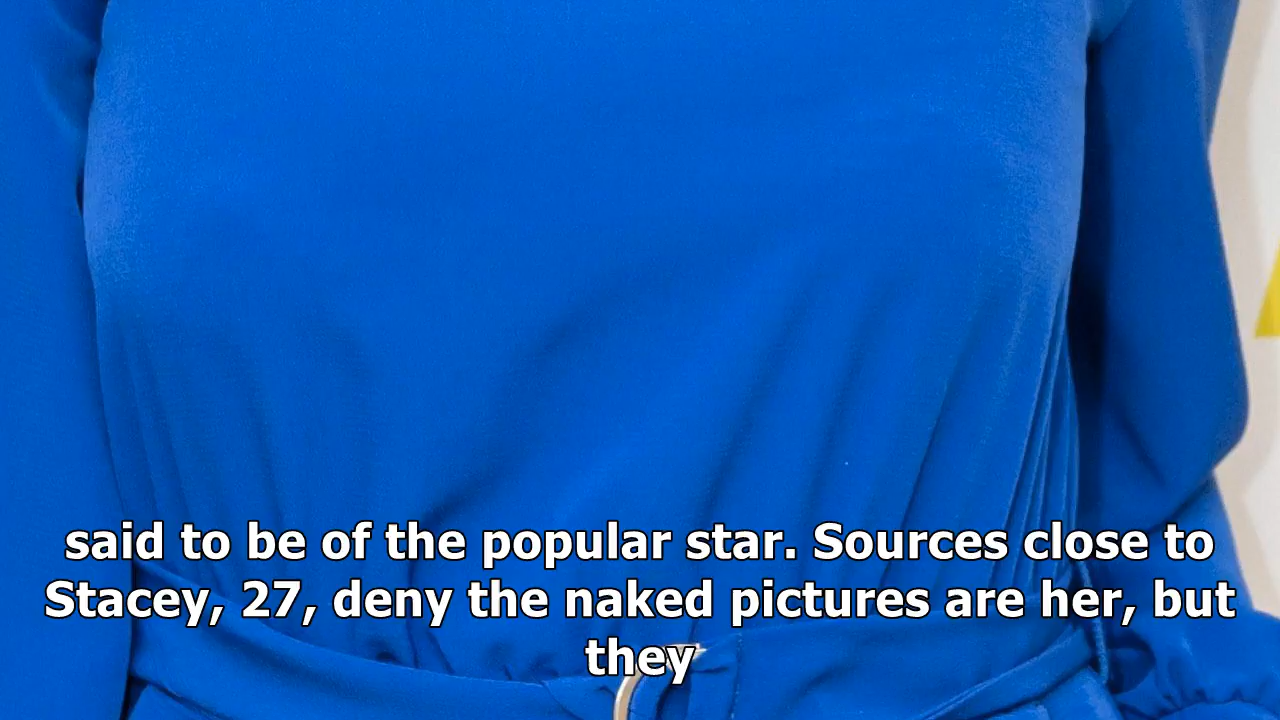 said to be of the popular star. Sources close to
Stacey, 27, deny the naked pictures are her, but
they